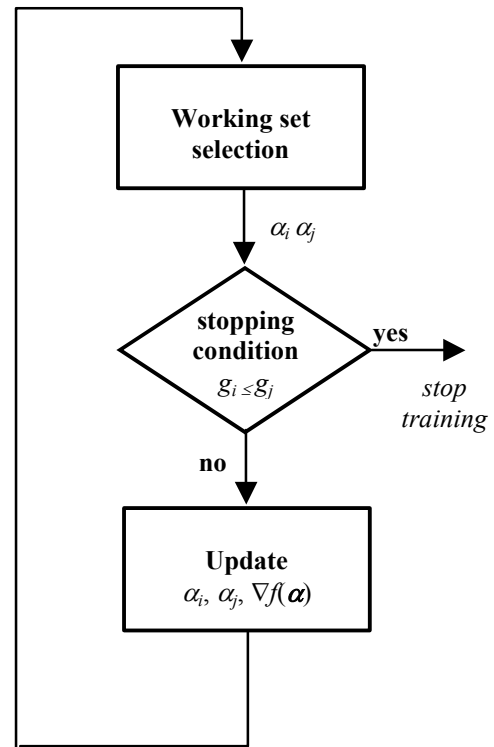 Working set
selection
αᵢ αⱼ
stopping
condition
gᵢ ≤ gⱼ
yes
stop
training
no
Update
αᵢ, αⱼ, ∇f(α)